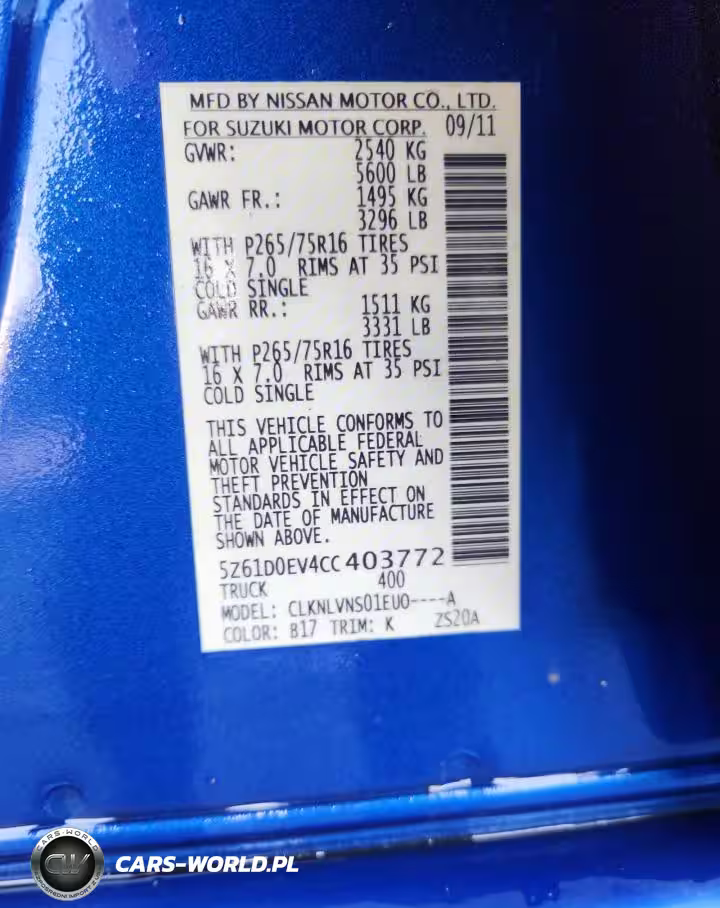 MFD BY NISSAN MOTOR CO., LTD.
FOR SUZUKI MOTOR CORP. 09/11
GVWR: 2540 KG
5600 LB
GAWR FR.: 1495 KG
3296 LB
WITH P265/75R16 TIRES
16 X 7.0 RIMS AT 35 PSI
COLD SINGLE
GAWR RR.: 1511 KG
3331 LB
WITH P265/75R16 TIRES
16 X 7.0 RIMS AT 35 PSI
COLD SINGLE
THIS VEHICLE CONFORMS TO
ALL APPLICABLE FEDERAL
MOTOR VEHICLE SAFETY AND
THEFT PREVENTION
STANDARDS IN EFFECT ON
THE DATE OF MANUFACTURE
SHOWN ABOVE.
5Z61D0EV4CC403772
TRUCK 400
MODEL: CLKNLVNS01EU0----A
COLOR: B17 TRIM: K ZS20A
CARS-WORLD
CW
CARS-WORLD.PL